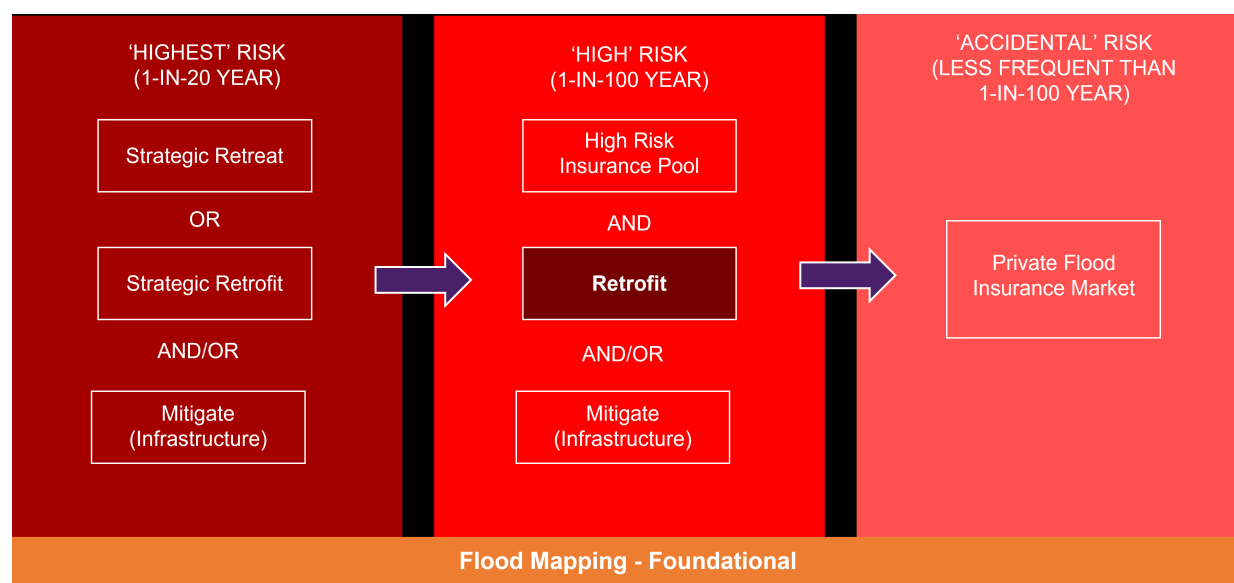 ‘HIGHEST’ RISK
(1-IN-20 YEAR)
Strategic Retreat
OR
Strategic Retrofit
AND/OR
Mitigate
(Infrastructure)
‘HIGH’ RISK
(1-IN-100 YEAR)
High Risk
Insurance Pool
AND
Retrofit
AND/OR
Mitigate
(Infrastructure)
‘ACCIDENTAL’ RISK
(LESS FREQUENT THAN
1-IN-100 YEAR)
Private Flood
Insurance Market
Flood Mapping - Foundational